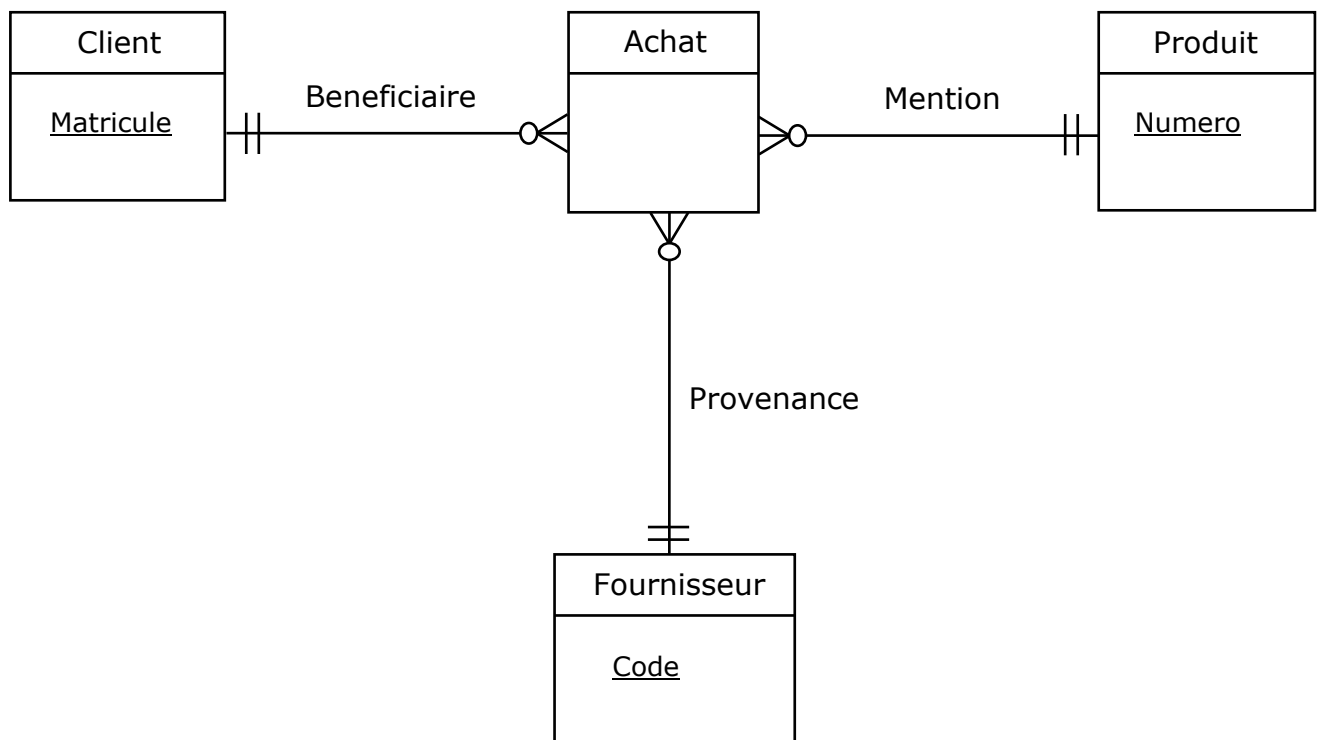 Client
Achat
Produit
Beneficiaire
Mention
Matricule
Numero
Provenance
Fournisseur
Code